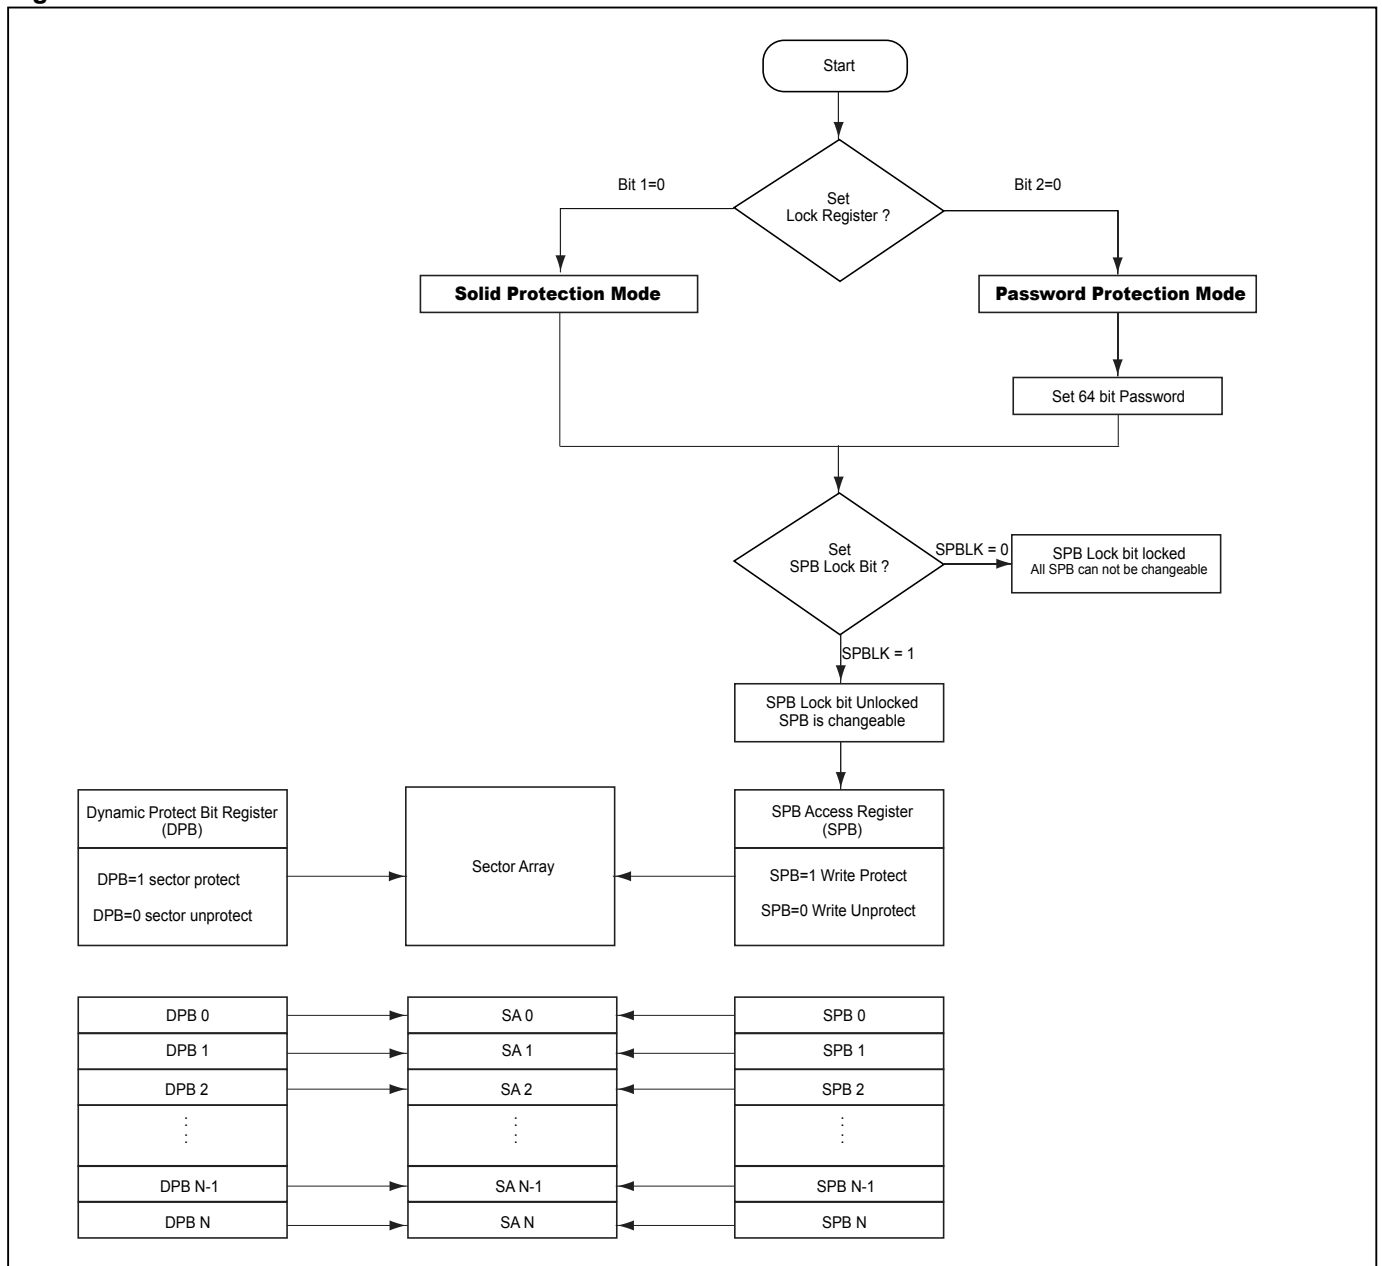 Start
Bit 1=0
Bit 2=0
Set
Lock Register ?
Solid Protection Mode
Password Protection Mode
Set 64 bit Password
Set
SPB Lock Bit ?
SPBLK = 0
SPB Lock bit locked
All SPB can not be changeable
SPBLK = 1
SPB Lock bit Unlocked
SPB is changeable
Dynamic Protect Bit Register
(DPB)
DPB=1 sector protect
DPB=0 sector unprotect
Sector Array
SPB Access Register
(SPB)
SPB=1 Write Protect
SPB=0 Write Unprotect
DPB 0
SA 0
SPB 0
DPB 1
SA 1
SPB 1
DPB 2
SA 2
SPB 2
DPB N-1
SA N-1
SPB N-1
DPB N
SA N
SPB N